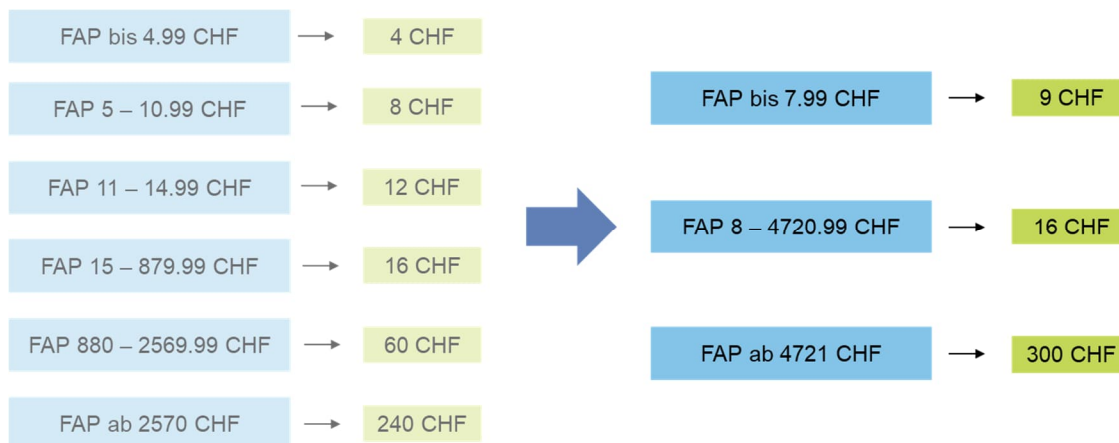 FAP bis 4.99 CHF
4 CHF
FAP 5 – 10.99 CHF
8 CHF
FAP 11 – 14.99 CHF
12 CHF
FAP 15 – 879.99 CHF
16 CHF
FAP 880 – 2569.99 CHF
60 CHF
FAP ab 2570 CHF
240 CHF
FAP bis 7.99 CHF
9 CHF
FAP 8 – 4720.99 CHF
16 CHF
FAP ab 4721 CHF
300 CHF